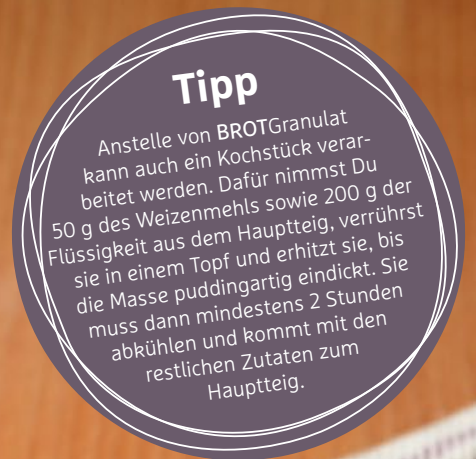 Tipp
Anstelle von BROTGranulat
kann auch ein Kochstück verar-
beitet werden. Dafür nimmst Du
50 g des Weizenmehls sowie 200 g der
Flüssigkeit aus dem Hauptteig, verrührst
sie in einem Topf und erhitzt sie, bis
die Masse puddingartig eindickt. Sie
muss dann mindestens 2 Stunden
abkühlen und kommt mit den
restlichen Zutaten zum
Hauptteig.